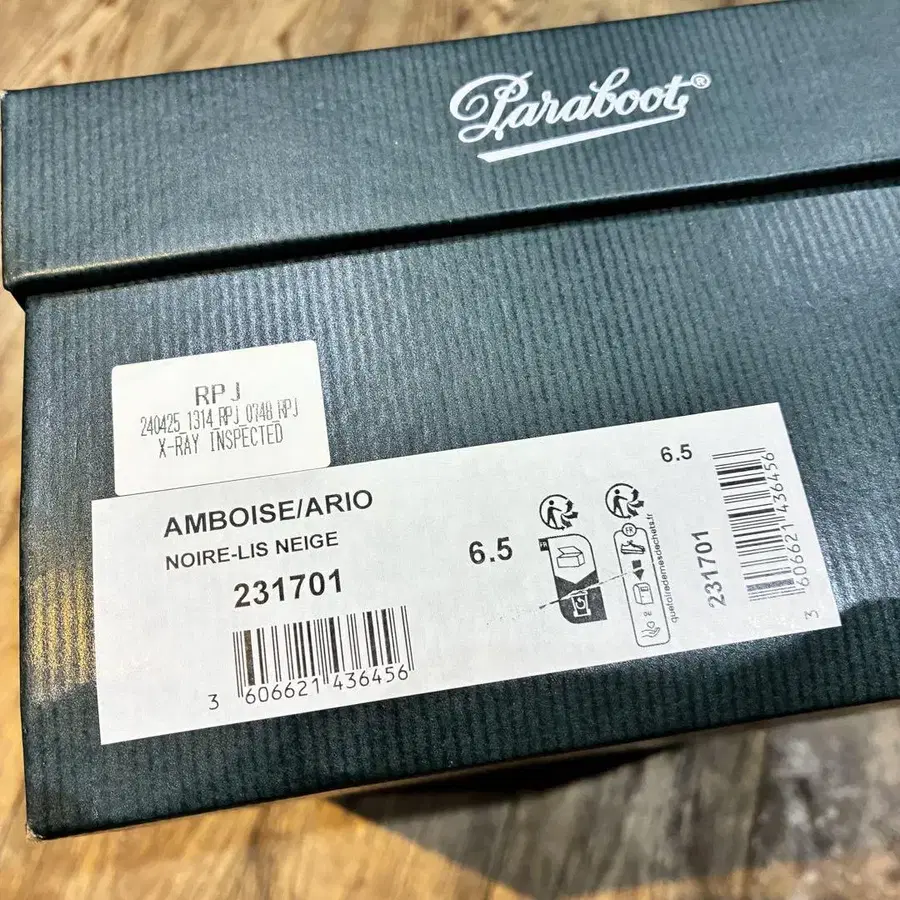 Paraboot®
RPJ
240425_1314_RPJ_0748_RPJ
X-RAY INSPECTED
AMBOISE/ARIO
NOIRE-LIS NEIGE
231701
3 606621 436456
6.5
quefairedemesdechets.fr
6.5
231701
3 606621 436456